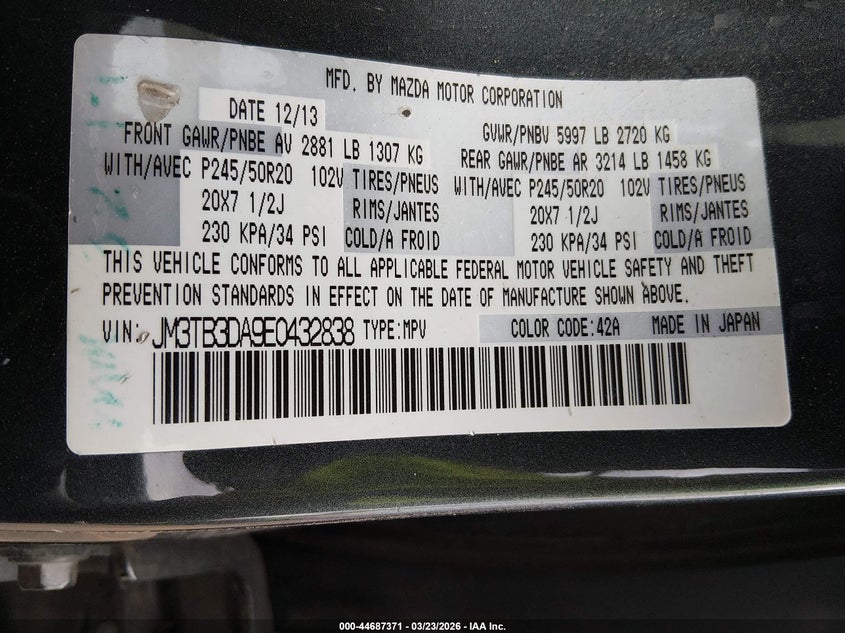 MFD. BY MAZDA MOTOR CORPORATION
DATE 12/13
GVWR/PNBV 5997 LB 2720 KG
FRONT GAWR/PNBE AV 2881 LB 1307 KG
REAR GAWR/PNBE AR 3214 LB 1458 KG
WITH/AVEC P245/50R20 102V TIRES/PNEUS WITH/AVEC P245/50R20 102V TIRES/PNEUS
20X7 1/2J RIMS/JANTES 20X7 1/2J RIMS/JANTES
230 KPA/34 PSI COLD/A FROID 230 KPA/34 PSI COLD/A FROID
THIS VEHICLE CONFORMS TO ALL APPLICABLE FEDERAL MOTOR VEHICLE SAFETY AND THEFT
PREVENTION STANDARDS IN EFFECT ON THE DATE OF MANUFACTURE SHOWN ABOVE.
VIN: JM3TB3DA9E0432838 TYPE:MPV COLOR CODE:42A MADE IN JAPAN
000-44687371 - 03/23/2026 - IAA Inc.